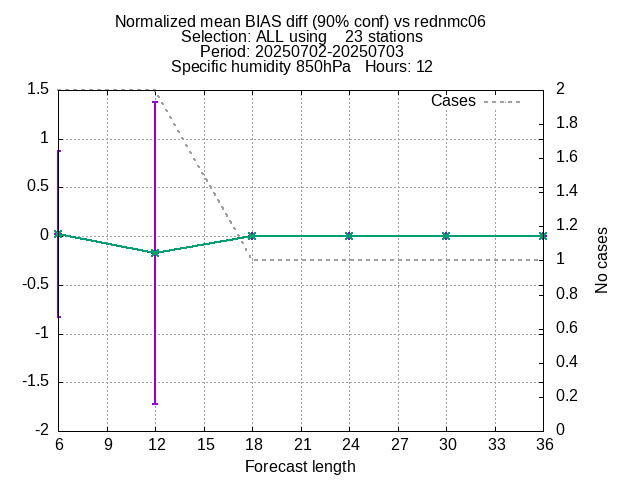 Normalized mean BIAS diff (90% conf) vs rednmc06
Selection: ALL using    23 stations
Period: 20250702-20250703
Specific humidity 850hPa   Hours: 12
Cases
1.5
1
0.5
0
-0.5
-1
-1.5
-2
2
1.8
1.6
1.4
1.2
1
0.8
0.6
0.4
0.2
0
No cases
6 9 12 15 18 21 24 27 30 33 36
Forecast length